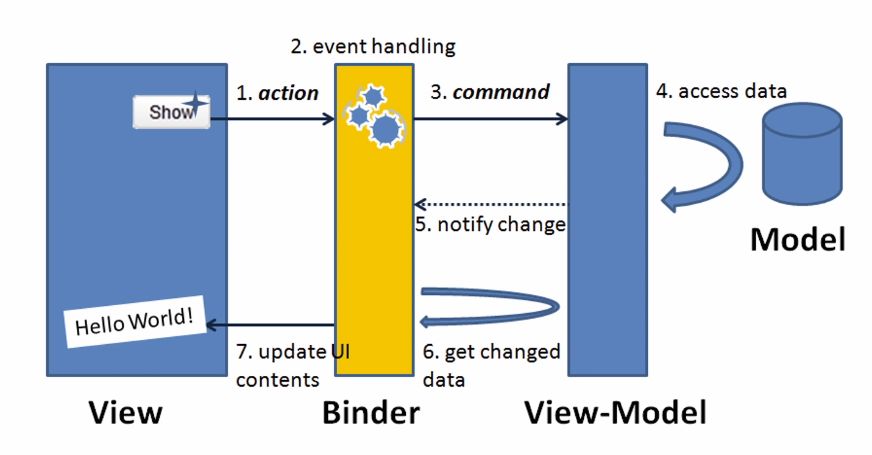 2. event handling
1. action
3. command
4. access data
Show
5. notify change
Model
Hello World!
7. update UI
contents
6. get changed
data
View
Binder
View-Model